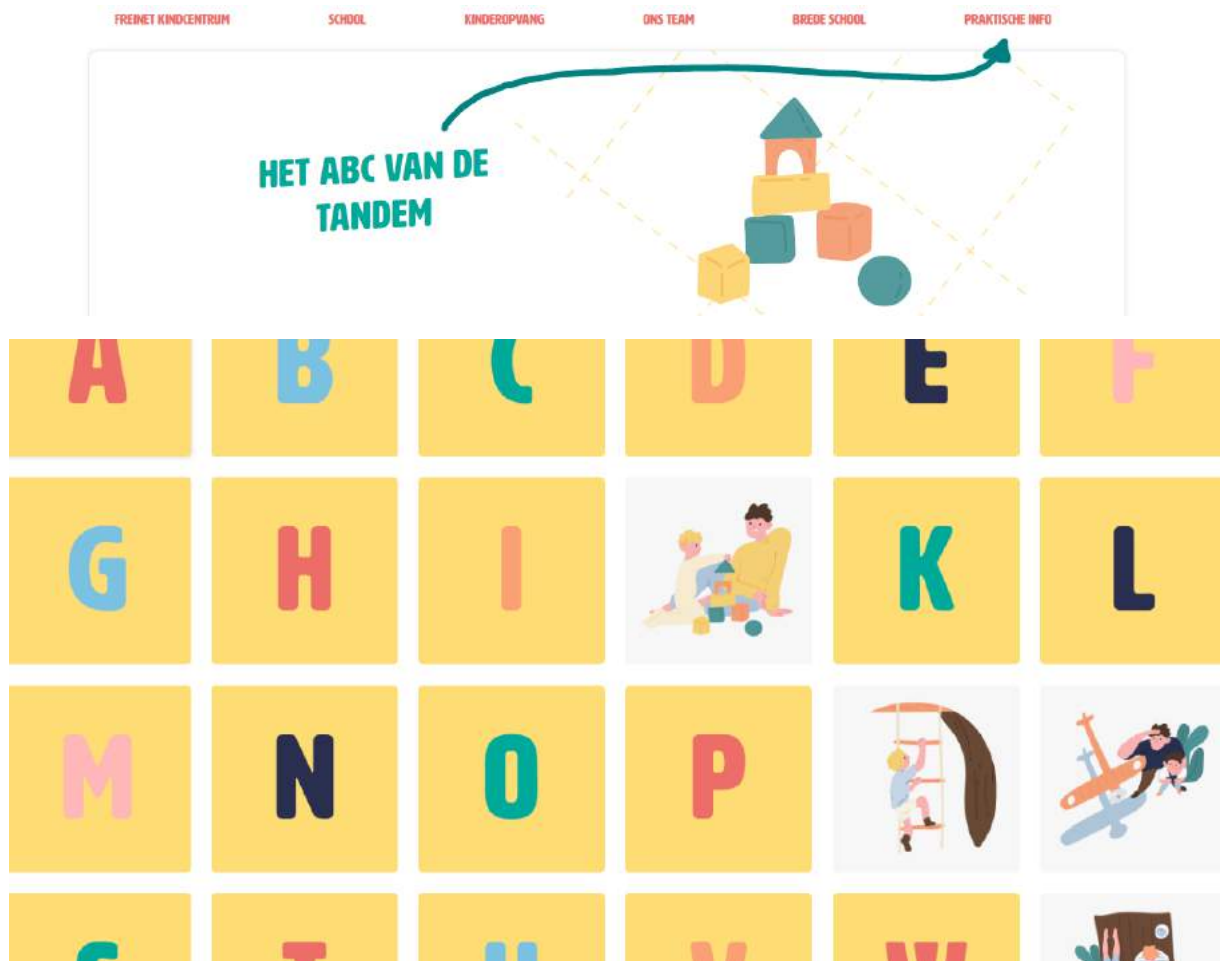 FREINET KINDCENTRUM SCHOOL KINDEROPVANG ONS TEAM BREDE SCHOOL PRAKTISCHE INFO
HET ABC VAN DE
TANDEM
A B C D E F
G H I K L
M N O P
S T U V W